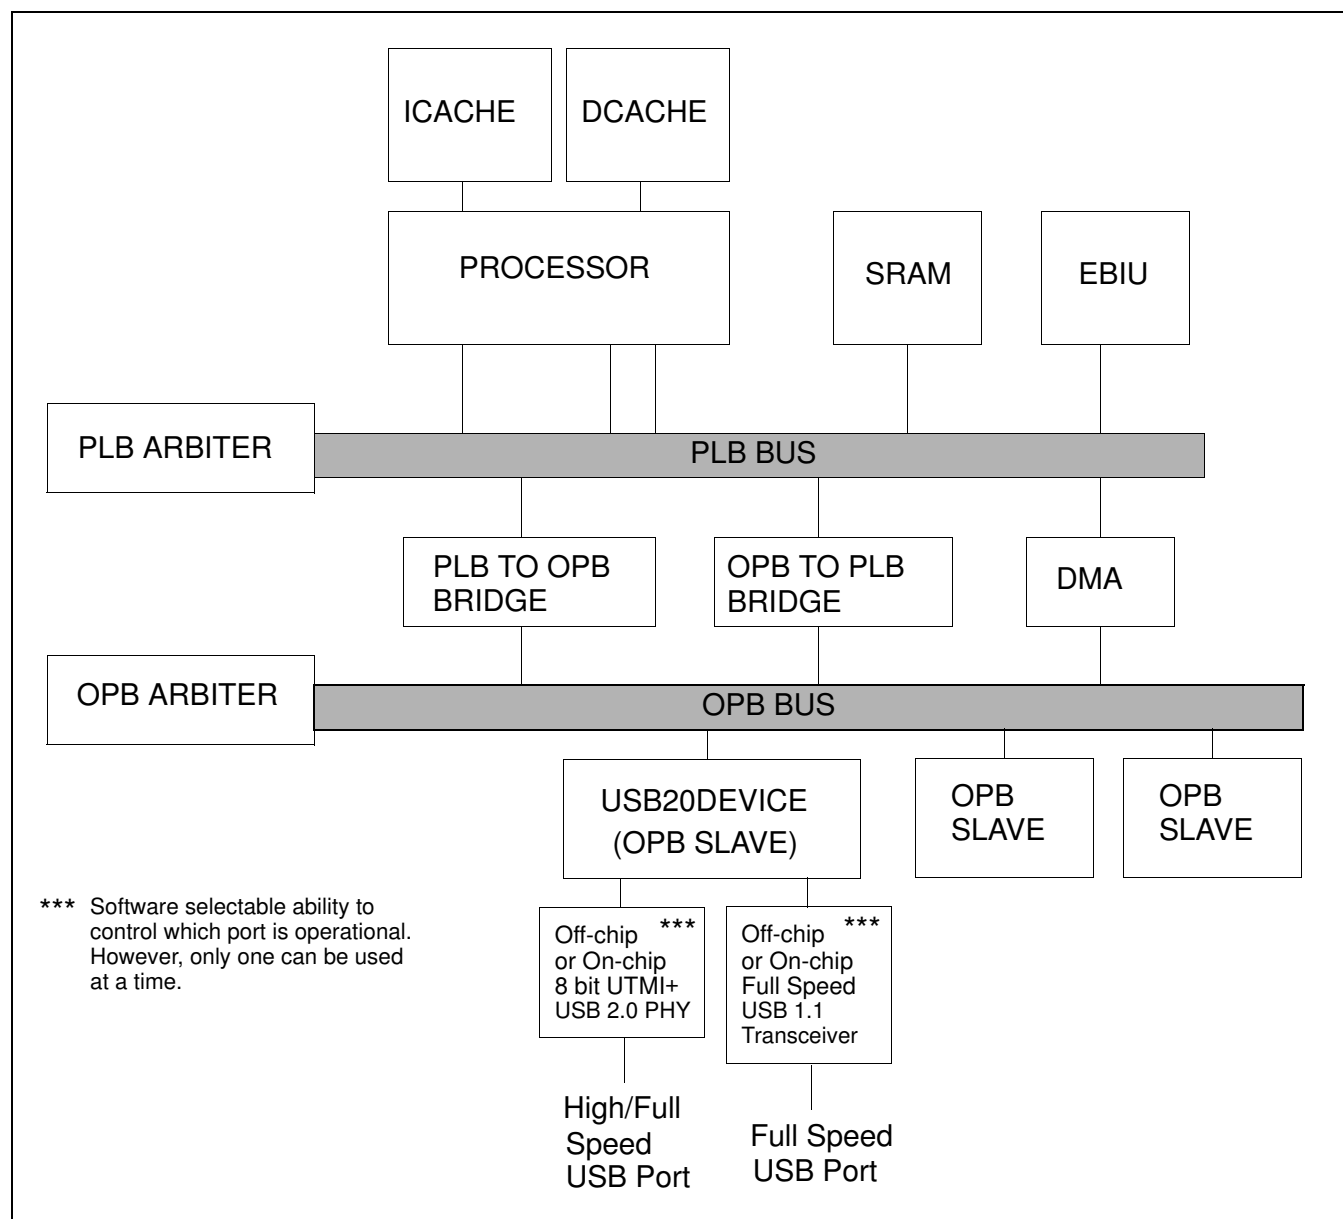 ICACHE
DCACHE
PROCESSOR
SRAM
EBIU
PLB ARBITER
PLB BUS
PLB TO OPB
BRIDGE
OPB TO PLB
BRIDGE
DMA
OPB ARBITER
OPB BUS
USB20DEVICE
(OPB SLAVE)
OPB
SLAVE
OPB
SLAVE
*** Software selectable ability to
control which port is operational.
However, only one can be used
at a time.
Off-chip ***
or On-chip
8 bit UTMI+
USB 2.0 PHY
Off-chip ***
or On-chip
Full Speed
USB 1.1
Transceiver
High/Full
Speed
USB Port
Full Speed
USB Port